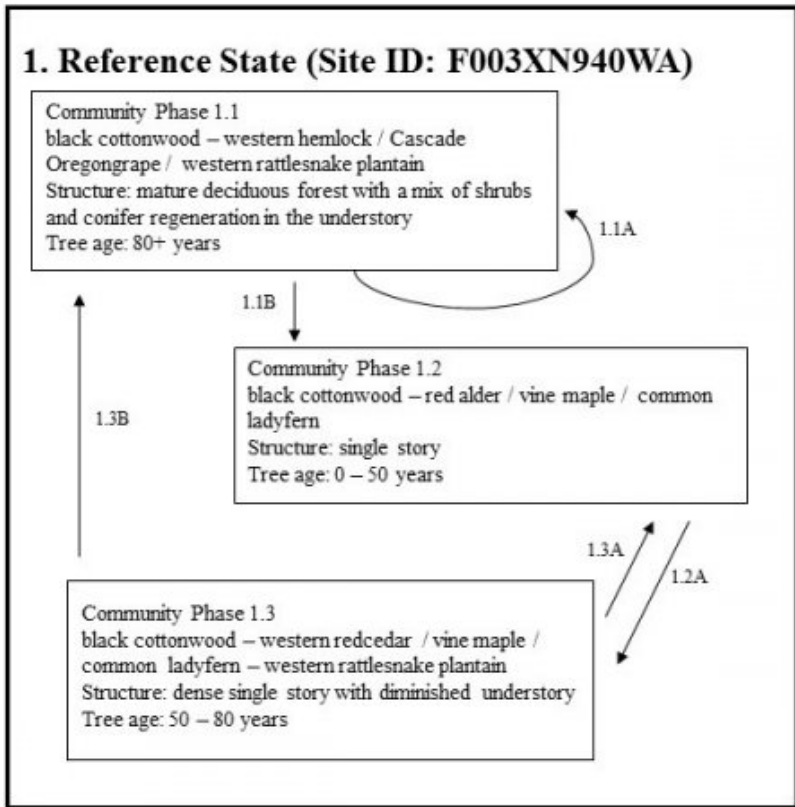 1. Reference State (Site ID: F003XN940WA)
Community Phase 1.1
black cottonwood – western hemlock / Cascade
Oregongrape / western rattlesnake plantain
Structure: mature deciduous forest with a mix of shrubs
and conifer regeneration in the understory
Tree age: 80+ years
1.1A
1.1B
Community Phase 1.2
black cottonwood – red alder / vine maple / common
ladyfern
Structure: single story
Tree age: 0 – 50 years
1.3B
1.3A
1.2A
Community Phase 1.3
black cottonwood – western redcedar / vine maple /
common ladyfern – western rattlesnake plantain
Structure: dense single story with diminished understory
Tree age: 50 – 80 years